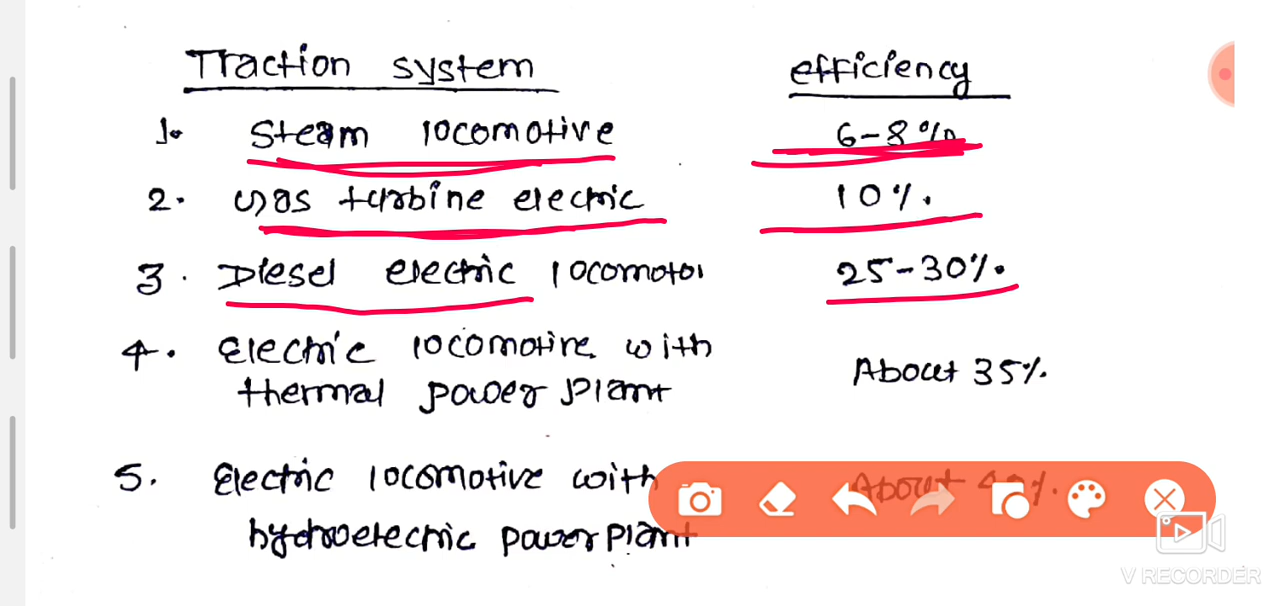 Traction system efficiency
1. Steam locomotive 6-8%
2. Gas turbine electric 10%.
3. Diesel electric locomotor 25-30%.
4. Electric locomotive with
thermal power plant About 35%.
5. Electric locomotive with About
hydroelectric power plant
V RECORDER